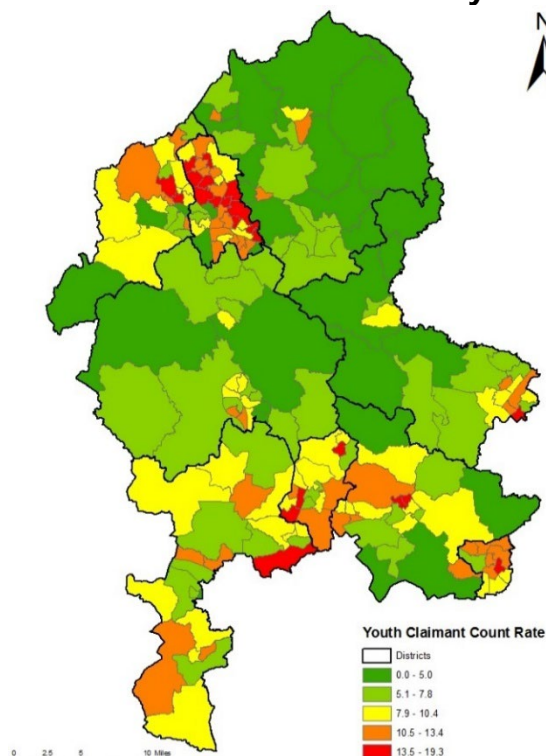 N
Youth Claimant Count Rate
Districts
0.0 - 5.0
5.1 - 7.8
7.9 - 10.4
10.5 - 13.4
13.5 - 19.3
0 2.5 5 10 Miles